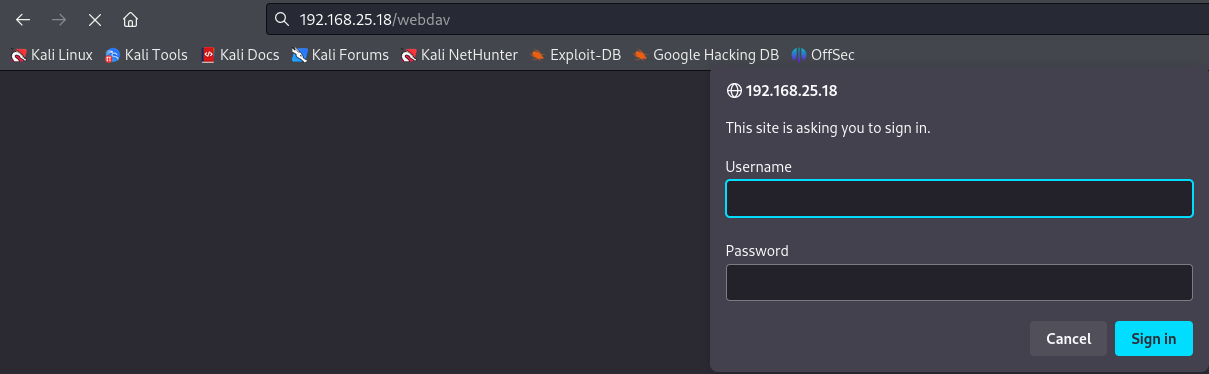 192.168.25.18/webdav
Kali Linux Kali Tools Kali Docs Kali Forums Kali NetHunter Exploit-DB Google Hacking DB OffSec
192.168.25.18
This site is asking you to sign in.
Username
Password
Cancel Sign in